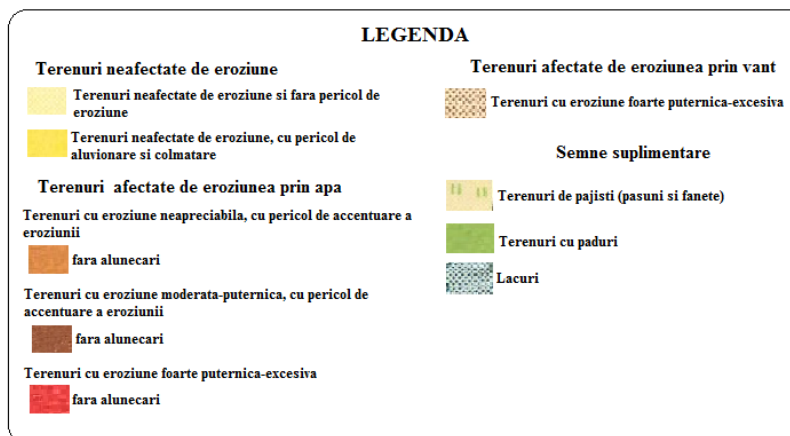 LEGENDA
Terenuri neafectate de eroziune
Terenuri neafectate de eroziune si fara pericol de
eroziune
Terenuri neafectate de eroziune, cu pericol de
aluvionare si colmatare
Terenuri afectate de eroziunea prin apa
Terenuri cu eroziune neapreciabila, cu pericol de accentuare a
eroziunii
fara alunecari
Terenuri cu eroziune moderata-puternica, cu pericol de
accentuare a eroziunii
fara alunecari
Terenuri cu eroziune foarte puternica-excesiva
fara alunecari
Terenuri afectate de eroziunea prin vant
Terenuri cu eroziune foarte puternica-excesiva
Semne suplimentare
Terenuri de pajisti (pasuni si fanete)
Terenuri cu paduri
Lacuri